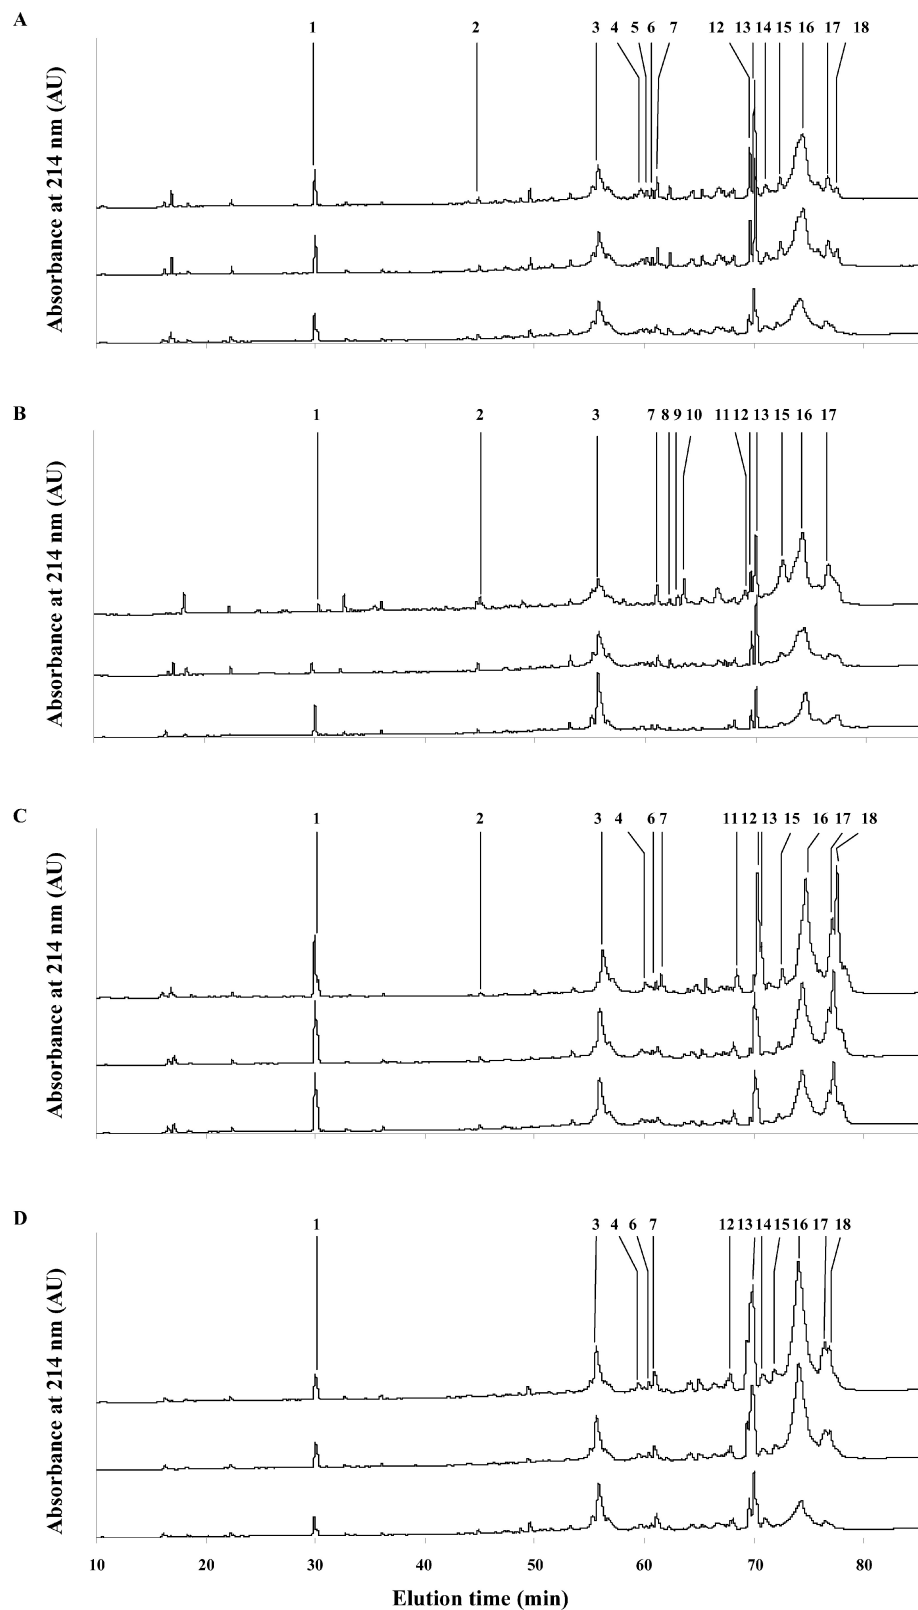 A
1 2 3 4 5 6 7 12 13 14 15 16 17 18
Absorbance at 214 nm (AU)
B
1 2 3 7 8 9 10 11 12 13 15 16 17
Absorbance at 214 nm (AU)
C
1 2 3 4 6 7 11 12 13 15 16 17 18
Absorbance at 214 nm (AU)
D
1 3 4 6 7 12 13 14 15 16 17 18
Absorbance at 214 nm (AU)
10 20 30 40 50 60 70 80
Elution time (min)